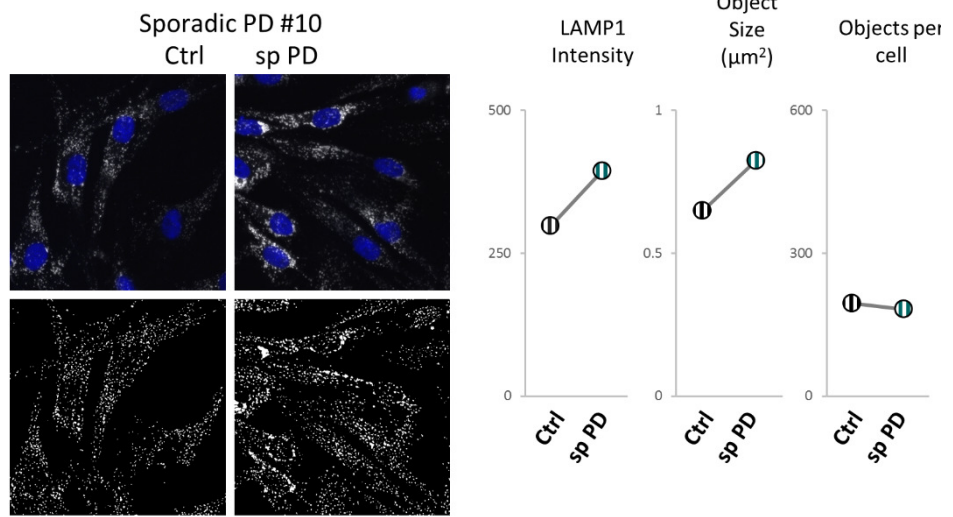 Sporadic PD #10
Ctrl sp PD
LAMP1
Intensity
Object
Size
(µm²)
Objects per
cell
500
250
0
Ctrl
sp PD
1
0.5
0
Ctrl
sp PD
600
300
0
Ctrl
sp PD